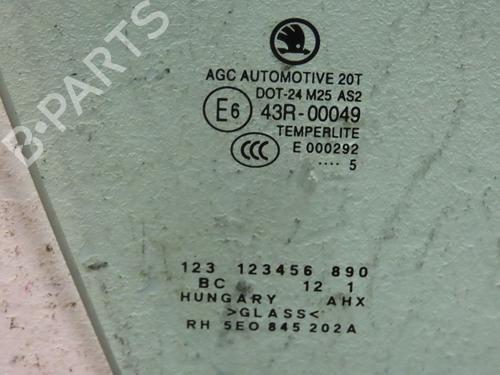 AGC AUTOMOTIVE 20T
DOT-24 M25 AS2
E6 43R-00049
TEMPERLITE
CCC E 000292
.... 5
123 123456 890
BC 12 1
HUNGARY AHX
>GLASS<
RH 5E0 845 202A
B-PARTS